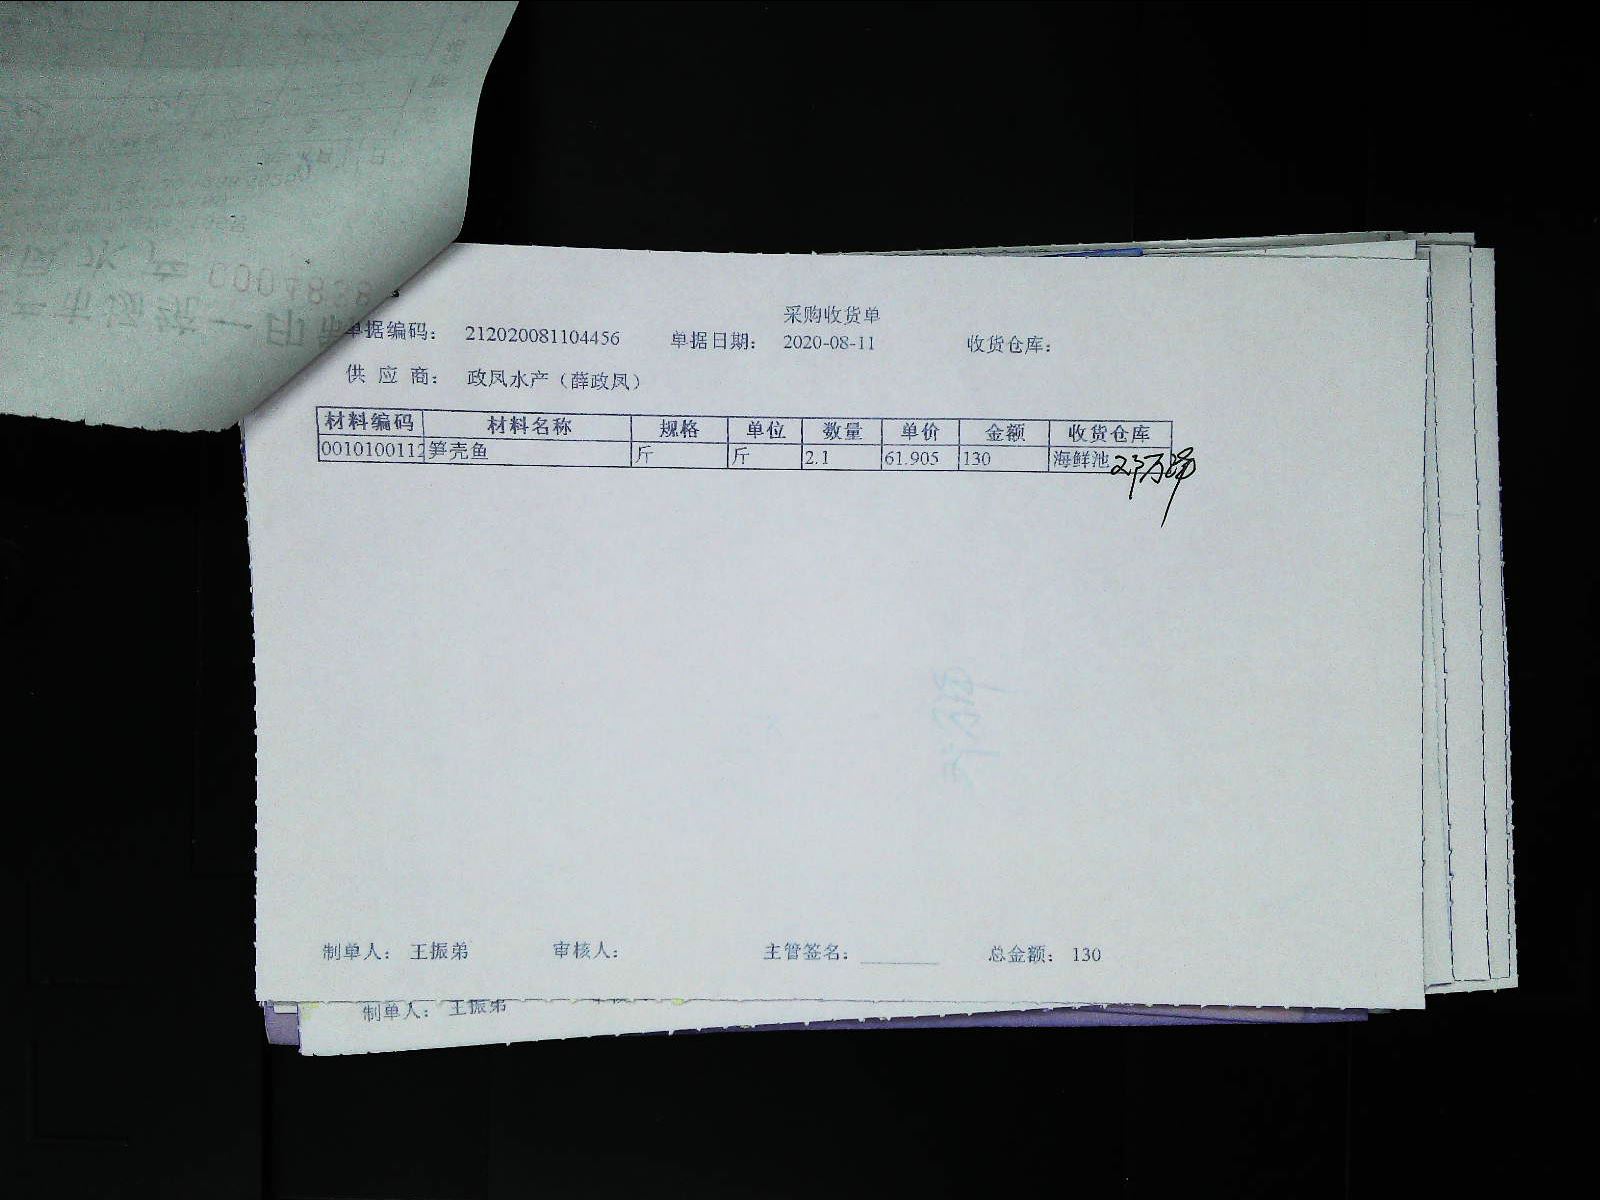 采购收货单
单据编码： 212020081104456 单据日期： 2020-08-11 收货仓库：
供 应 商： 政凤水产（薛政凤）
材料编码 材料名称 规格 单位 数量 单价 金额 收货仓库
0010100112 笋壳鱼 斤 斤 2.1 61.905 130 海鲜池
制单人： 王振弟 审核人： 主管签名： 总金额： 130
制单人： 王振弟